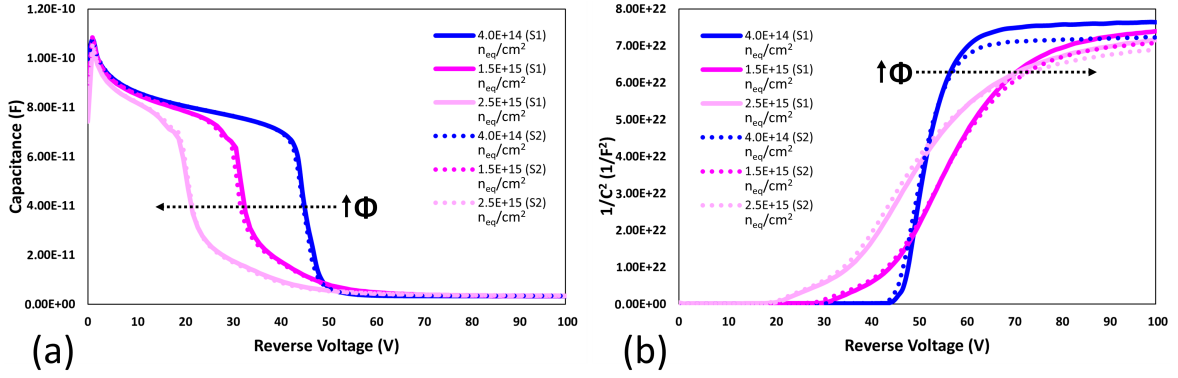 1.20E-10
1.00E-10
8.00E-11
6.00E-11
4.00E-11
2.00E-11
0.00E+00
Capacitance (F)
0 10 20 30 40 50 60 70 80 90 100
Reverse Voltage (V)
4.0E+14 (S1)
n_eq/cm²
1.5E+15 (S1)
n_eq/cm²
2.5E+15 (S1)
n_eq/cm²
4.0E+14 (S2)
n_eq/cm²
1.5E+15 (S2)
n_eq/cm²
2.5E+15 (S2)
n_eq/cm²
↑Φ
(a)
8.00E+22
7.00E+22
6.00E+22
5.00E+22
4.00E+22
3.00E+22
2.00E+22
1.00E+22
0.00E+00
1/C² (1/F²)
0 10 20 30 40 50 60 70 80 90 100
Reverse Voltage (V)
4.0E+14 (S1)
n_eq/cm²
1.5E+15 (S1)
n_eq/cm²
2.5E+15 (S1)
n_eq/cm²
4.0E+14 (S2)
n_eq/cm²
1.5E+15 (S2)
n_eq/cm²
2.5E+15 (S2)
n_eq/cm²
↑Φ
(b)